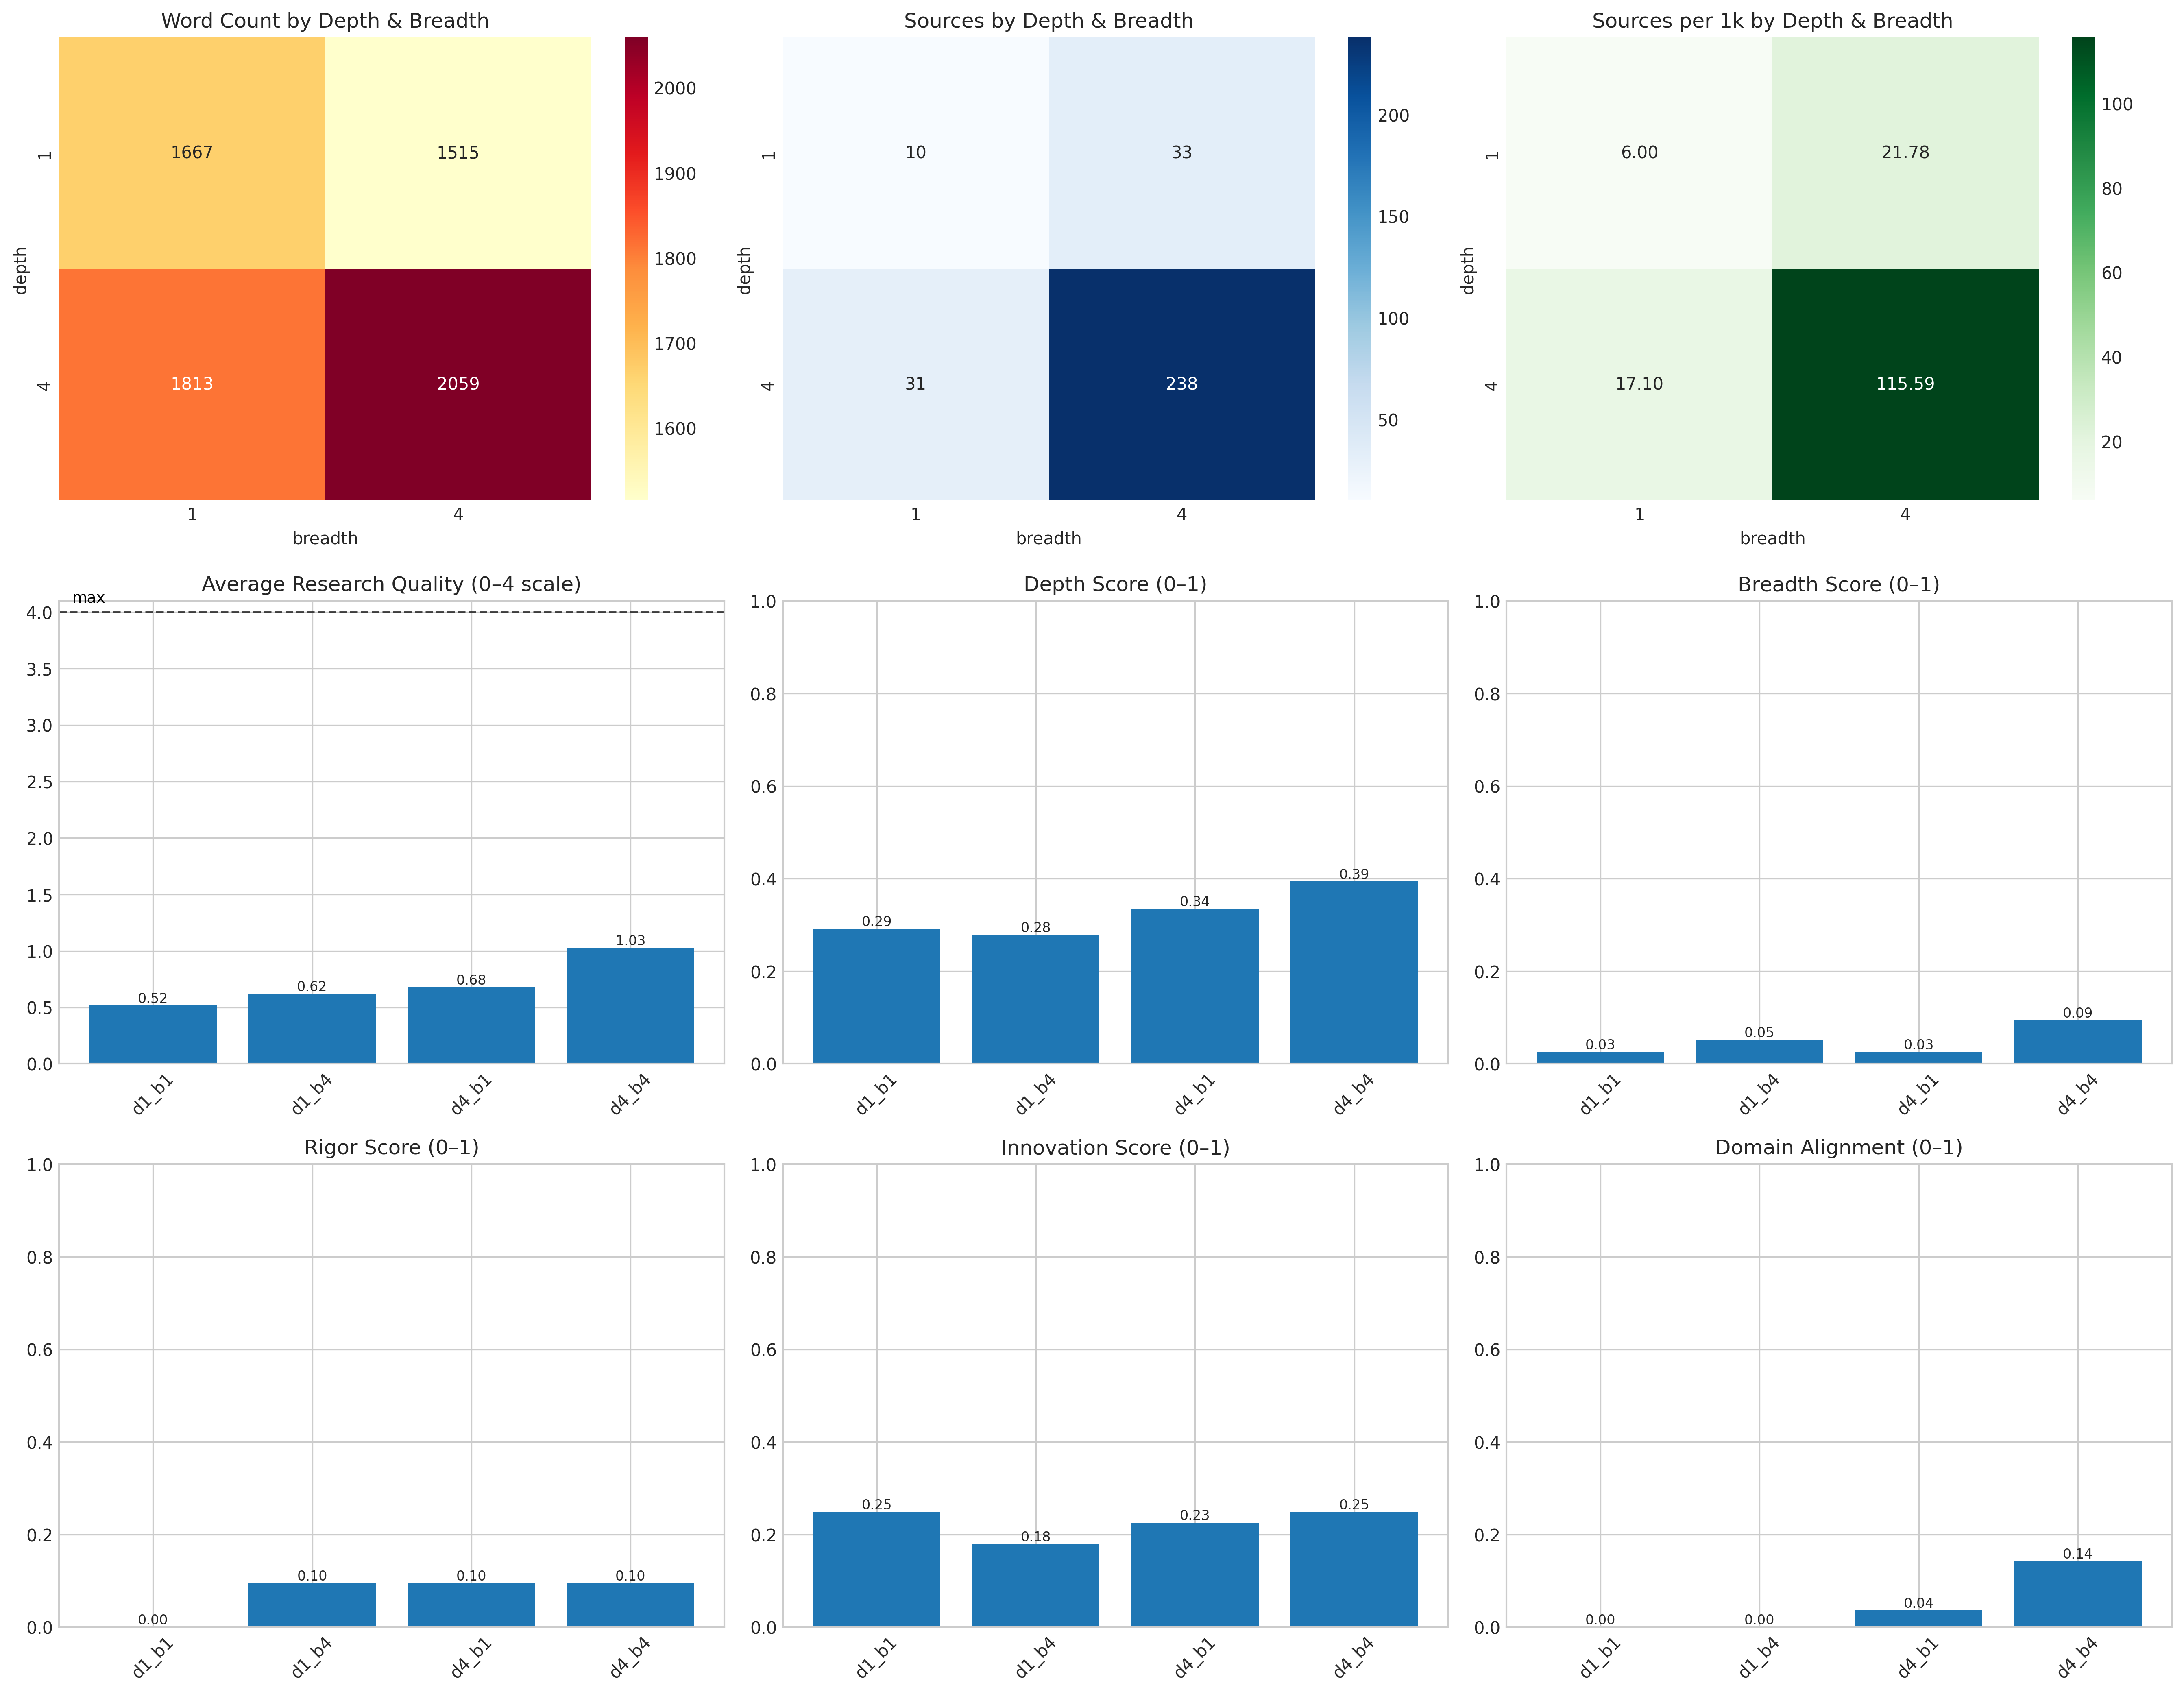 Word Count by Depth & Breadth
1667
1515
1813
2059
1
4
depth
1
4
breadth
2000
1900
1800
1700
1600
Sources by Depth & Breadth
10
33
31
238
1
4
depth
1
4
breadth
200
150
100
50
Sources per 1k by Depth & Breadth
6.00
21.78
17.10
115.59
1
4
depth
1
4
breadth
100
80
60
40
20
Average Research Quality (0–4 scale)
max
4.0
3.5
3.0
2.5
2.0
1.5
1.0
0.5
0.0
0.52
0.62
0.68
1.03
d1_b1
d1_b4
d4_b1
d4_b4
Depth Score (0–1)
1.0
0.8
0.6
0.4
0.2
0.0
0.29
0.28
0.34
0.39
d1_b1
d1_b4
d4_b1
d4_b4
Breadth Score (0–1)
1.0
0.8
0.6
0.4
0.2
0.0
0.03
0.05
0.03
0.09
d1_b1
d1_b4
d4_b1
d4_b4
Rigor Score (0–1)
1.0
0.8
0.6
0.4
0.2
0.0
0.00
0.10
0.10
0.10
d1_b1
d1_b4
d4_b1
d4_b4
Innovation Score (0–1)
1.0
0.8
0.6
0.4
0.2
0.0
0.25
0.18
0.23
0.25
d1_b1
d1_b4
d4_b1
d4_b4
Domain Alignment (0–1)
1.0
0.8
0.6
0.4
0.2
0.0
0.00
0.00
0.04
0.14
d1_b1
d1_b4
d4_b1
d4_b4